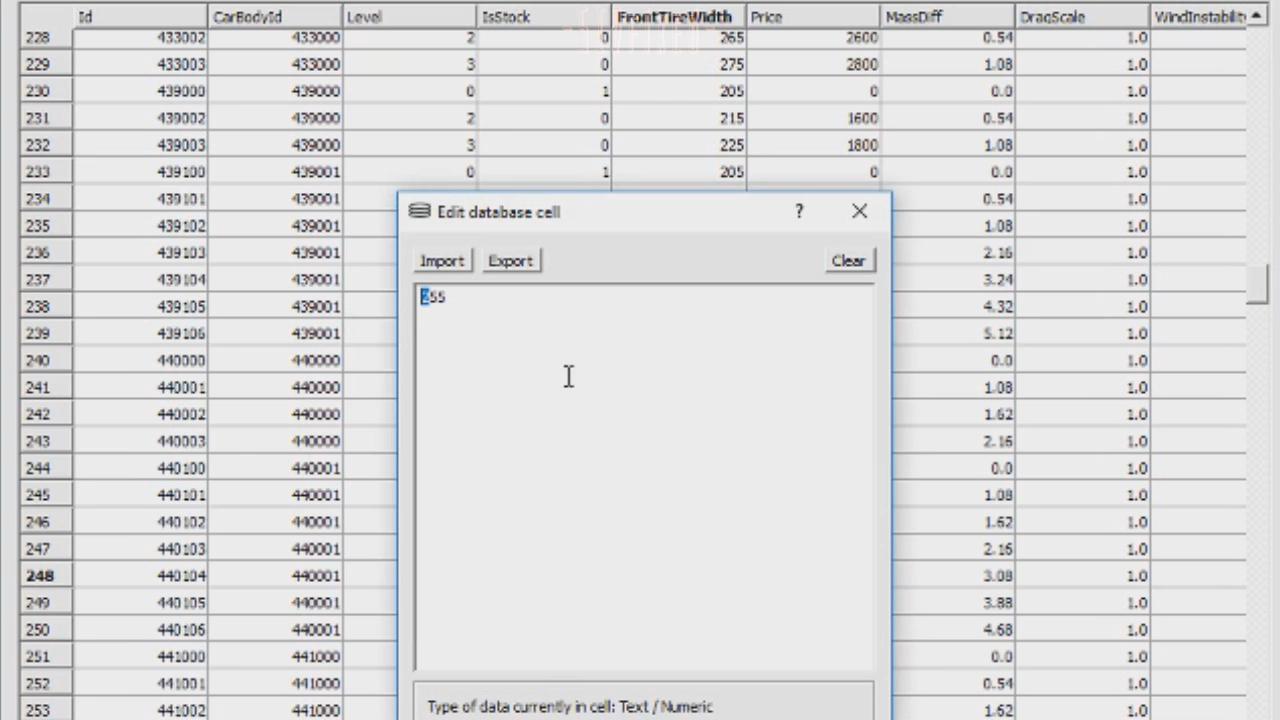 Id CarBodyId Level IsStock FrontTireWidth Price MassDiff DragScale
228 433002 433000 2 0 265 2600 0.54 1.0
229 433003 433000 3 0 275 2800 1.08 1.0
230 439000 439000 0 1 205 0 0.0 1.0
231 439002 439000 2 0 215 1600 0.54 1.0
232 439003 439000 3 0 225 1800 1.08 1.0
233 439100 439001 0 1 205 0 0.0 1.0
234 439101 439001 0.54 1.0
235 439102 439001 1.08 1.0
236 439103 439001 2.16 1.0
237 439104 439001 3.24 1.0
238 439105 439001 4.32 1.0
239 439106 439001 5.12 1.0
240 440000 440000 0.0 1.0
241 440001 440000 1.08 1.0
242 440002 440000 1.62 1.0
243 440003 440000 2.16 1.0
244 440100 440001 0.0 1.0
245 440101 440001 1.08 1.0
246 440102 440001 1.62 1.0
247 440103 440001 2.16 1.0
248 440104 440001 3.08 1.0
249 440105 440001 3.88 1.0
250 440106 440001 4.68 1.0
251 441000 441000 0.0 1.0
252 441001 441000 0.54 1.0
253 441002 441000 1.62 1.0
Edit database cell ?
Import Export Clear
255
Type of data currently in cell: Text / Numeric